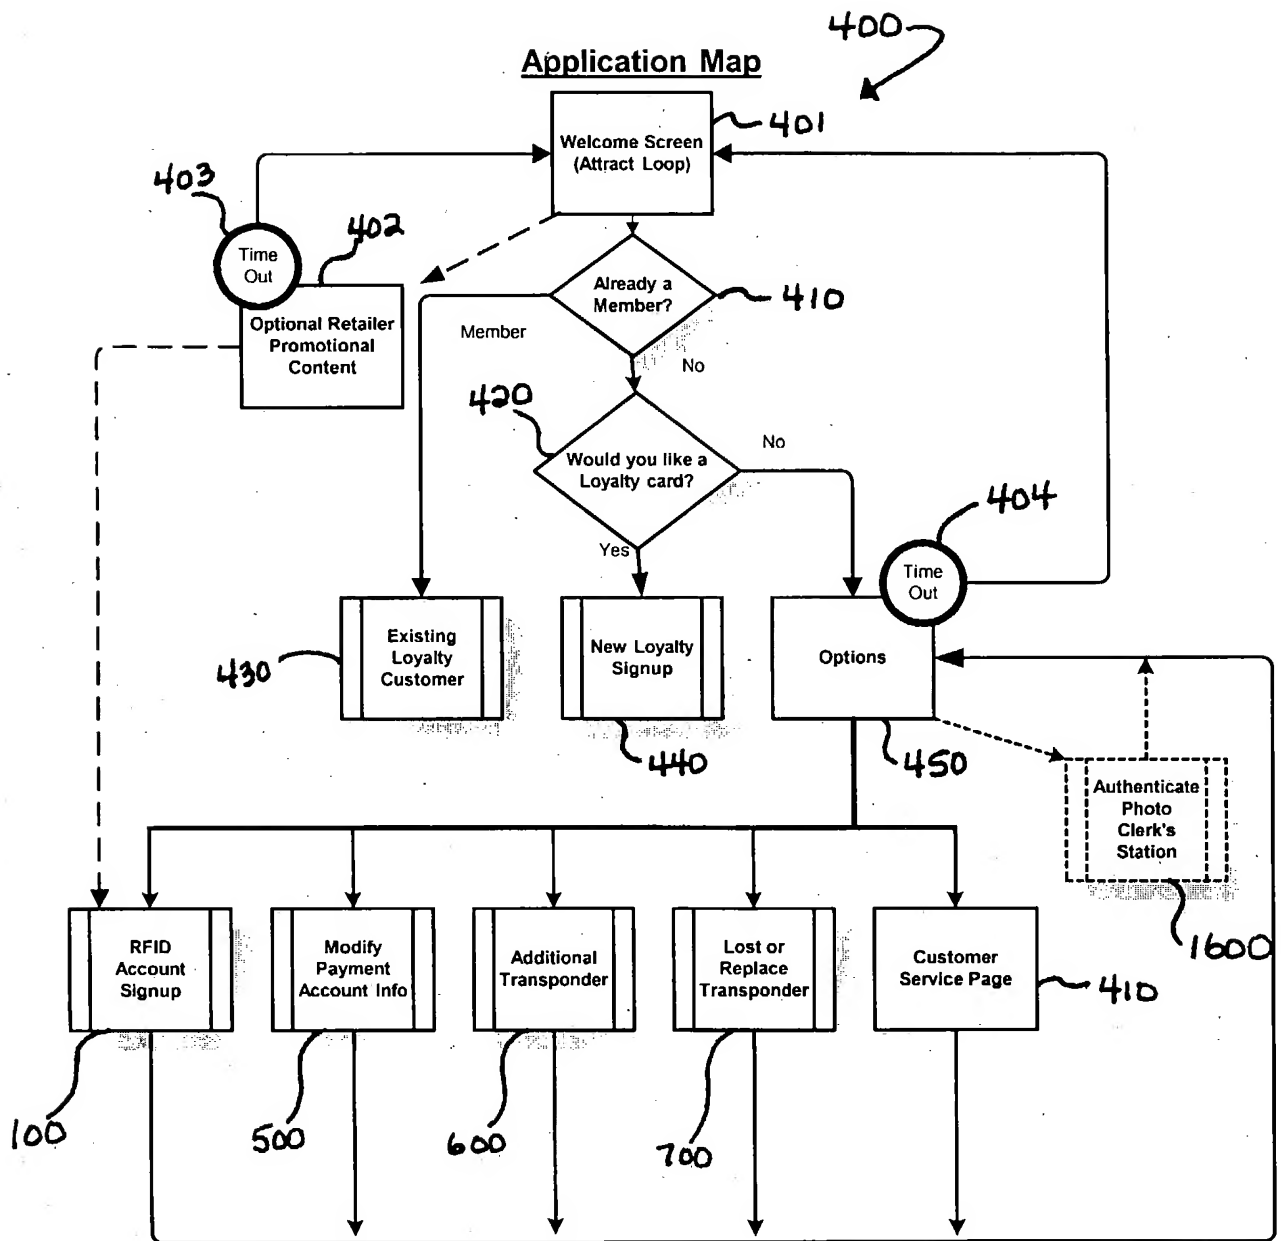 400
Application Map
401
Welcome Screen
(Attract Loop)
403
402
Time
Out
Already a
Member?
410
Optional Retailer
Promotional
Content
Member
No
420
No
Would you like a
Loyalty card?
404
Yes
Time
Out
Existing
Loyalty
Customer
430
New Loyalty
Signup
440
Options
450
Authenticate
Photo
Clerk's
Station
1600
RFID
Account
Signup
Modify
Payment
Account Info
Additional
Transponder
Lost or
Replace
Transponder
Customer
Service Page
410
100
500
600
700